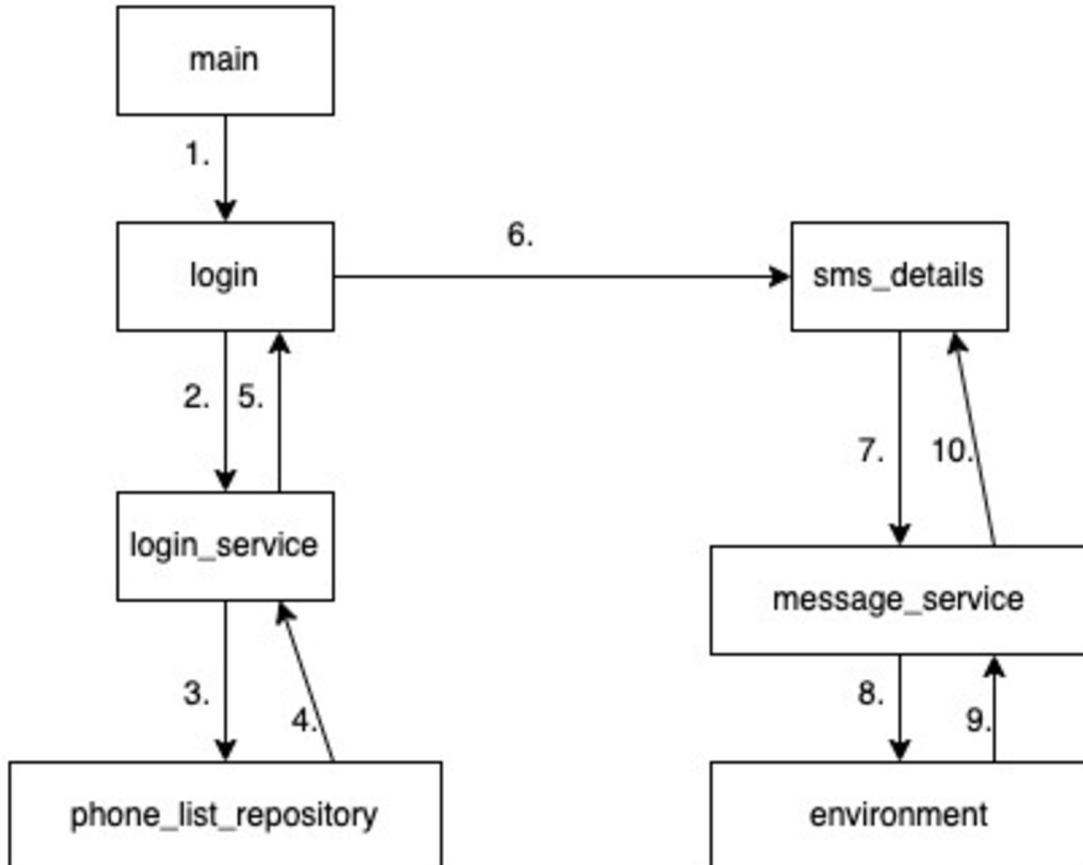 main
1.
login
6.
sms_details
2.
5.
7.
10.
login_service
message_service
3.
4.
8.
9.
phone_list_repository
environment